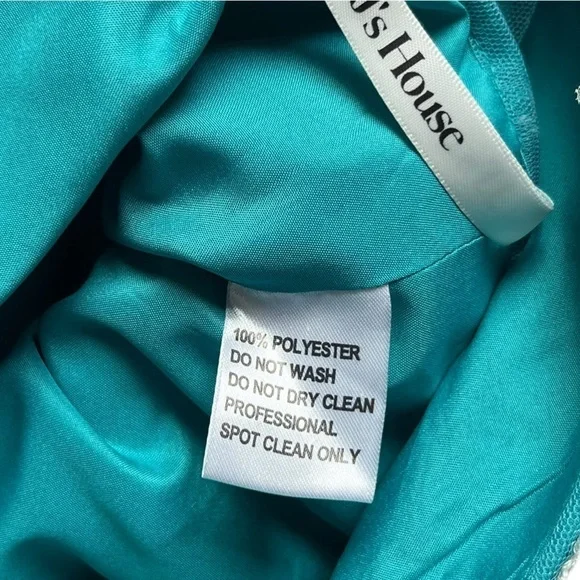 J's House
100% POLYESTER
DO NOT WASH
DO NOT DRY CLEAN
PROFESSIONAL
SPOT CLEAN ONLY